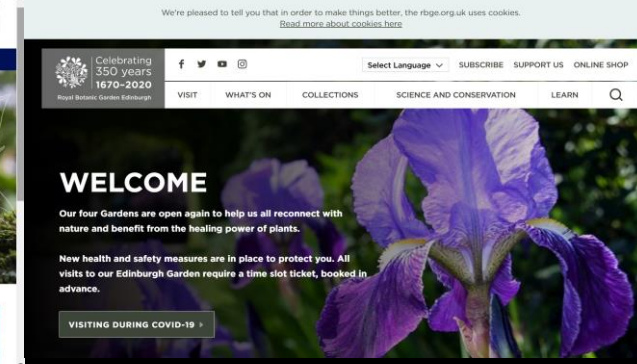 We're pleased to tell you that in order to make things better, the rbge.org.uk uses cookies.
Read more about cookies here
Celebrating
350 years
1670–2020
Royal Botanic Garden Edinburgh
Select Language
SUBSCRIBE
SUPPORT US
ONLINE SHOP
VISIT
WHAT'S ON
COLLECTIONS
SCIENCE AND CONSERVATION
LEARN
WELCOME
Our four Gardens are open again to help us all reconnect with
nature and benefit from the healing power of plants.
New health and safety measures are in place to protect you. All
visits to our Edinburgh Garden require a time slot ticket, booked in
advance.
VISITING DURING COVID-19